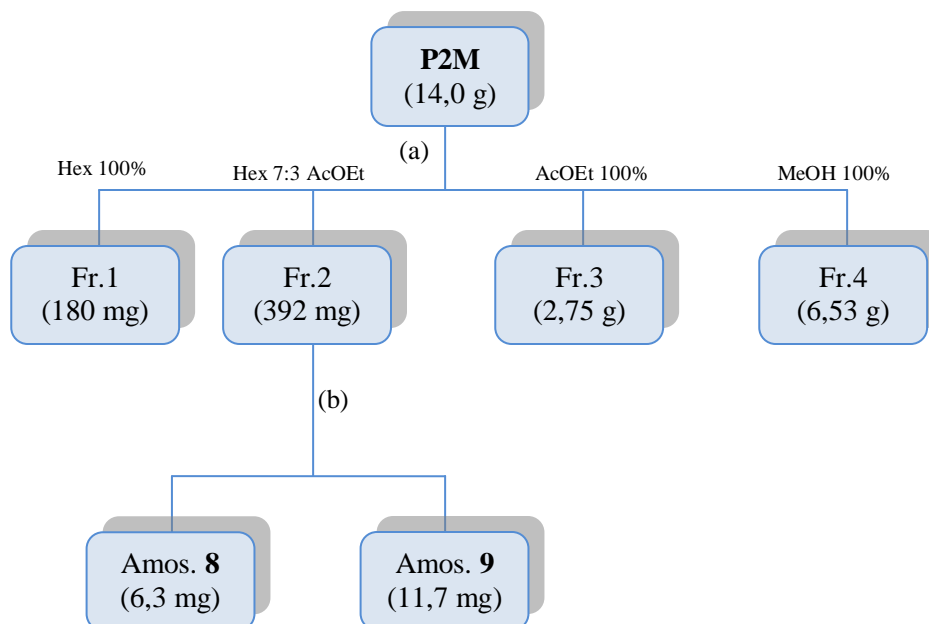 P2M
(14,0 g)
(a)
Hex 100%
Hex 7:3 AcOEt
AcOEt 100%
MeOH 100%
Fr.1
(180 mg)
Fr.2
(392 mg)
Fr.3
(2,75 g)
Fr.4
(6,53 g)
(b)
Amos. 8
(6,3 mg)
Amos. 9
(11,7 mg)